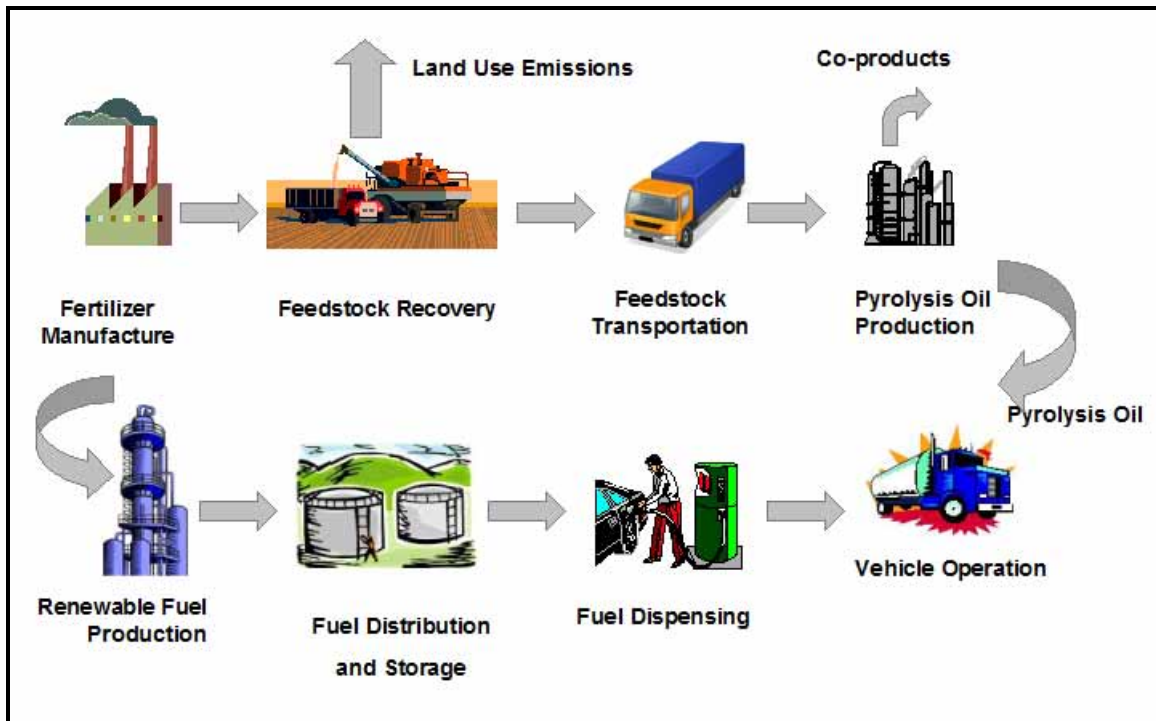 Land Use Emissions
Co-products
Fertilizer
Manufacture
Feedstock Recovery
Feedstock
Transportation
Pyrolysis Oil
Production
Pyrolysis Oil
Renewable Fuel
Production
Fuel Distribution
and Storage
Fuel Dispensing
Vehicle Operation